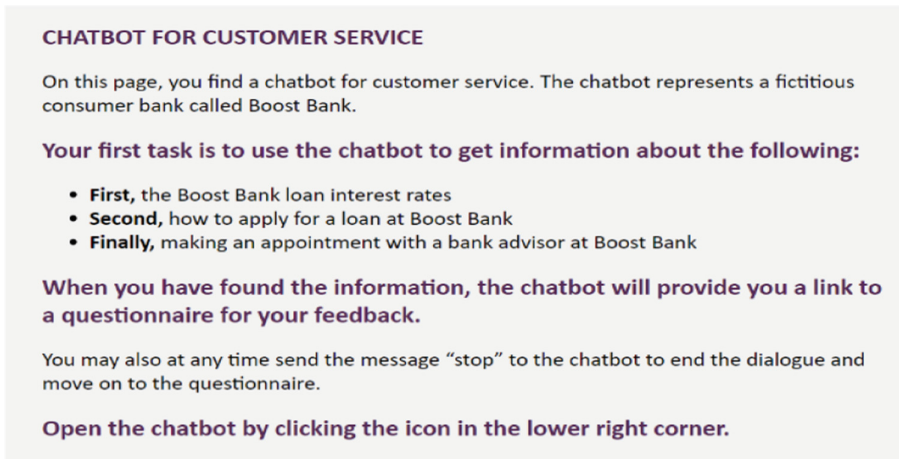 CHATBOT FOR CUSTOMER SERVICE
On this page, you find a chatbot for customer service. The chatbot represents a fictitious
consumer bank called Boost Bank.
Your first task is to use the chatbot to get information about the following:
• First, the Boost Bank loan interest rates
• Second, how to apply for a loan at Boost Bank
• Finally, making an appointment with a bank advisor at Boost Bank
When you have found the information, the chatbot will provide you a link to
a questionnaire for your feedback.
You may also at any time send the message “stop” to the chatbot to end the dialogue and
move on to the questionnaire.
Open the chatbot by clicking the icon in the lower right corner.